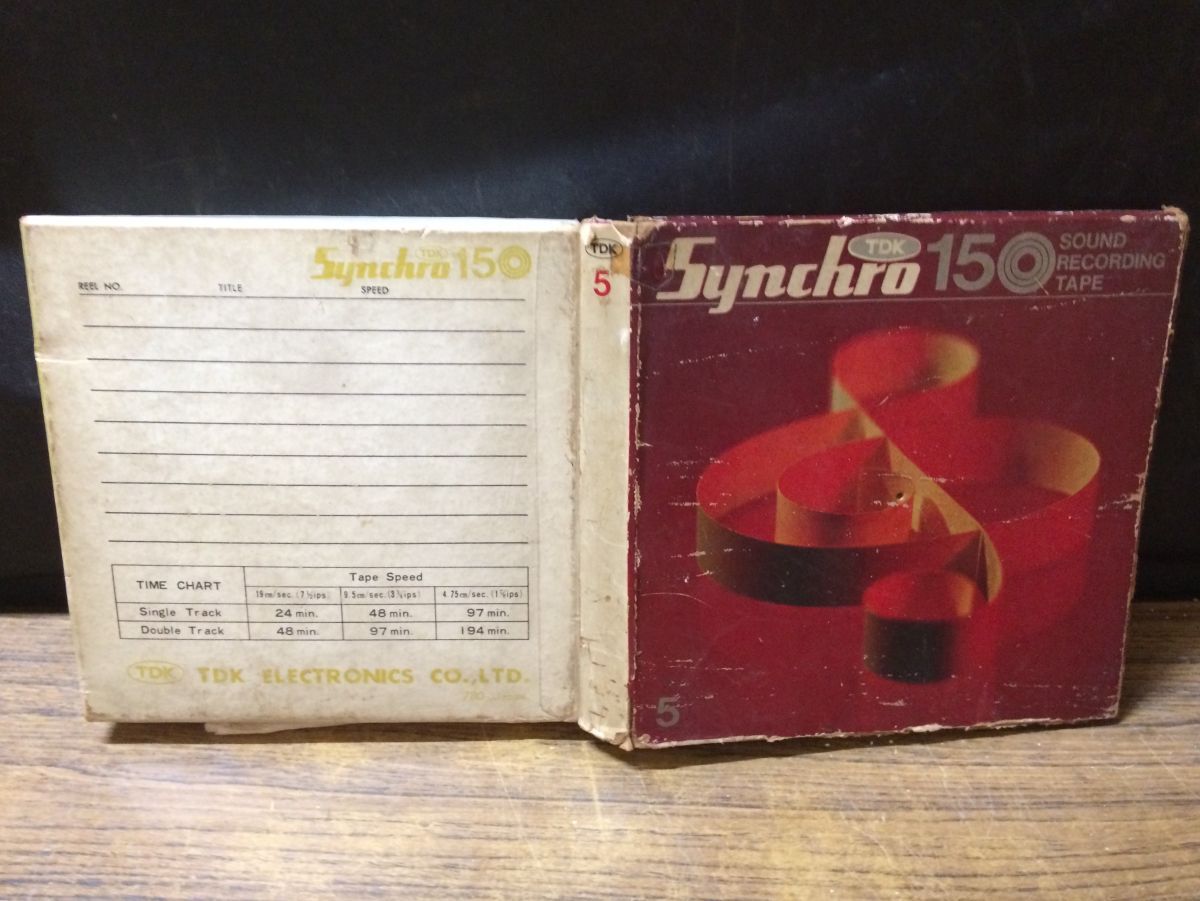 TDK
Synchro 150
REEL NO. TITLE SPEED
TIME CHART Tape Speed
19cm/sec. (7½ips) 9.5cm/sec. (3¾ips) 4.75cm/sec. (1⅞ips)
Single Track 24 min. 48 min. 97 min.
Double Track 48 min. 97 min. 194 min.
TDK TDK ELECTRONICS CO.,LTD.
TDK
5
TDK
Synchro 150
SOUND
RECORDING
TAPE
5